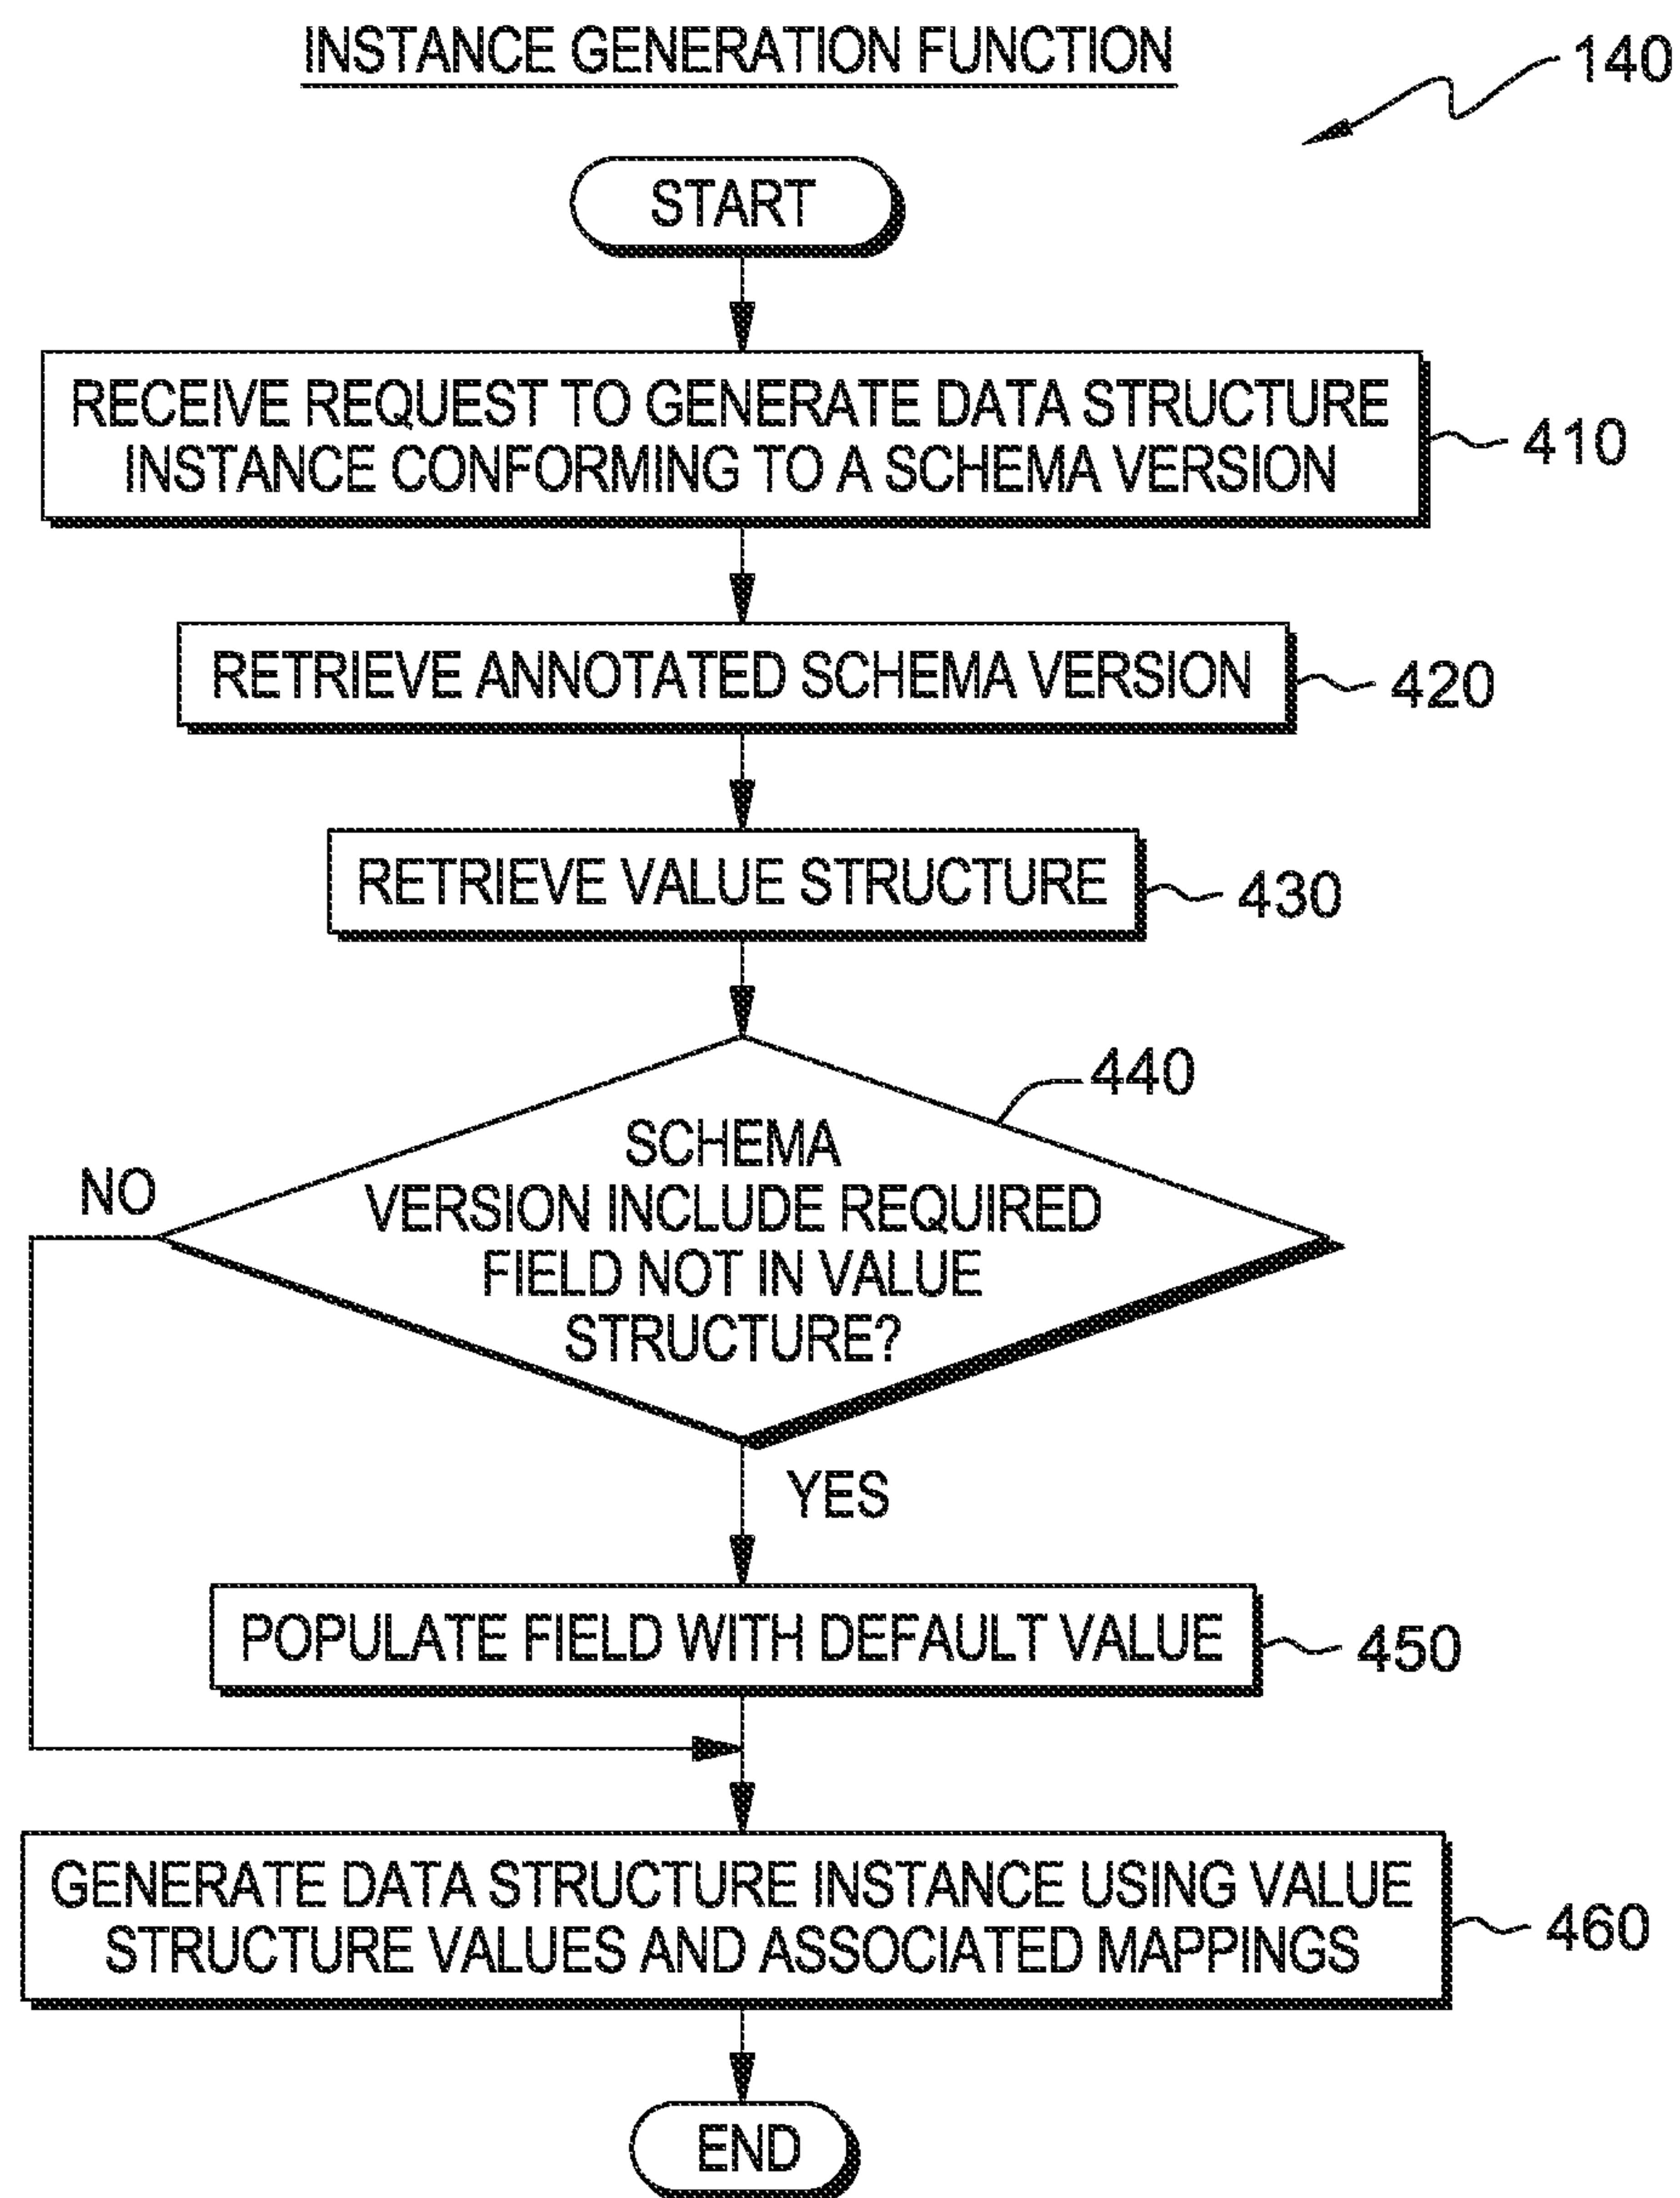 INSTANCE GENERATION FUNCTION
140
START
RECEIVE REQUEST TO GENERATE DATA STRUCTURE
INSTANCE CONFORMING TO A SCHEMA VERSION
410
RETRIEVE ANNOTATED SCHEMA VERSION
420
RETRIEVE VALUE STRUCTURE
430
440
SCHEMA
VERSION INCLUDE REQUIRED
FIELD NOT IN VALUE
STRUCTURE?
NO
YES
POPULATE FIELD WITH DEFAULT VALUE
450
GENERATE DATA STRUCTURE INSTANCE USING VALUE
STRUCTURE VALUES AND ASSOCIATED MAPPINGS
460
END